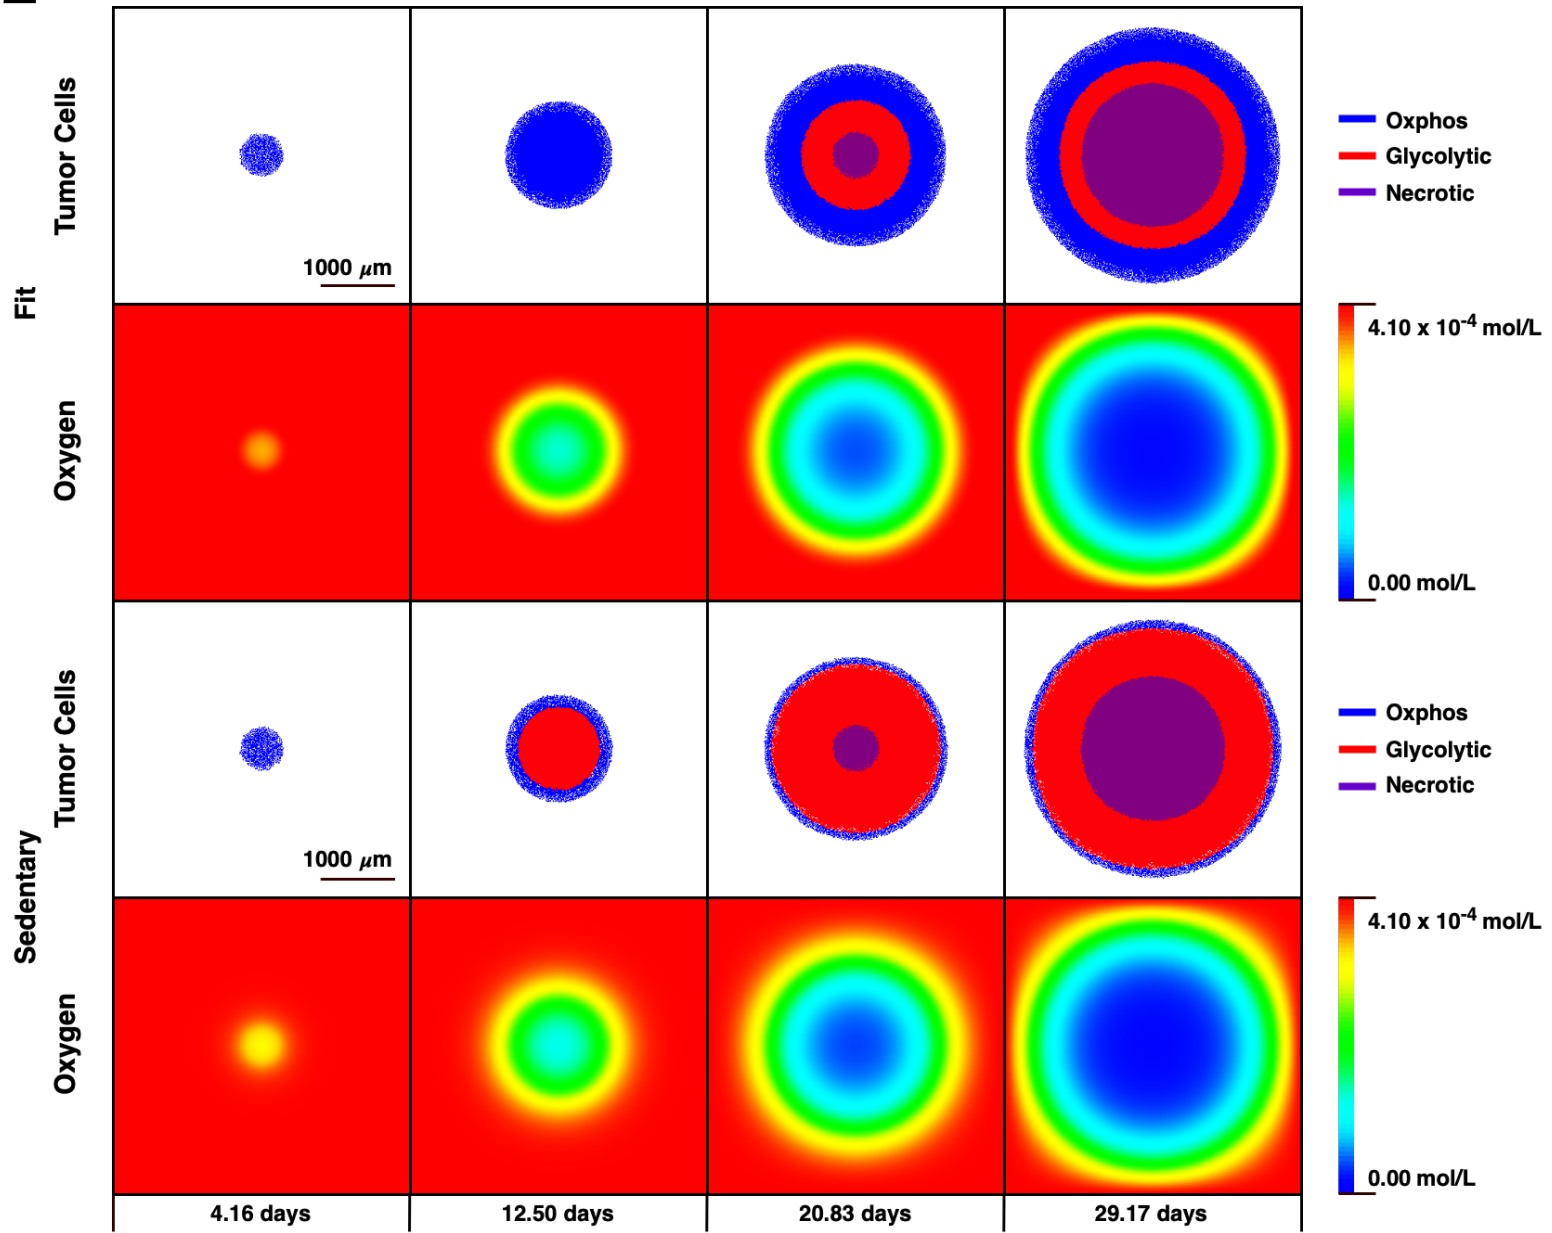 Tumor Cells
1000 μm
Oxphos
Glycolytic
Necrotic
Fit
Oxygen
4.10 x 10⁻⁴ mol/L
0.00 mol/L
Tumor Cells
1000 μm
Oxphos
Glycolytic
Necrotic
Sedentary
Oxygen
4.10 x 10⁻⁴ mol/L
0.00 mol/L
4.16 days 12.50 days 20.83 days 29.17 days